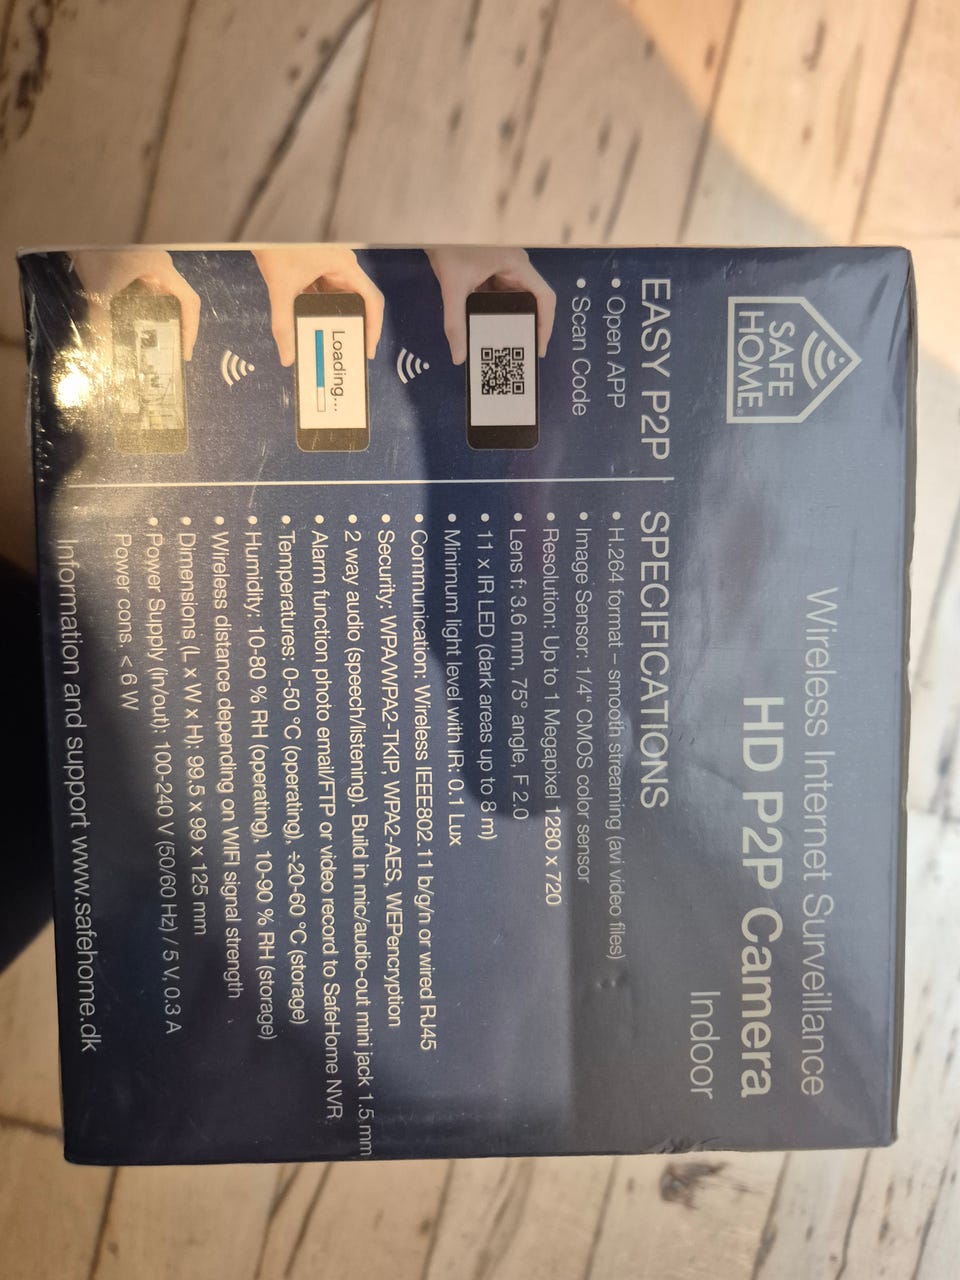 SAFE
HOME®
Wireless Internet Surveillance
HD P2P Camera
Indoor
EASY P2P
• Open APP
• Scan Code
Loading...
SPECIFICATIONS
• H.264 format – smooth streaming (avi video files)
• Image Sensor: 1/4" CMOS color sensor
• Resolution: Up to 1 Megapixel 1280 x 720
• Lens f: 3.6 mm, 75° angle, F 2.0
• 11 x IR LED (dark areas up to 8 m)
• Minimum light level with IR: 0.1 Lux
• Communication: Wireless IEEE802.11 b/g/n or wired RJ45
• Security: WPA/WPA2-TKIP, WPA2-AES, WEPencryption
• 2 way audio (speech/listening). Build in mic/audio-out mini jack 1.5 mm
• Alarm function photo email/FTP or video record to SafeHome NVR
• Temperatures: 0-50 °C (operating), ÷20-60 °C (storage)
• Humidity: 10-80 % RH (operating), 10-90 % RH (storage)
• Wireless distance depending on WIFI signal strength
• Dimensions (L x W x H): 99,5 x 99 x 125 mm
• Power Supply (in/out): 100-240 V (50/60 Hz) / 5 V, 0.3 A
Power cons. < 6 W
Information and support www.safehome.dk